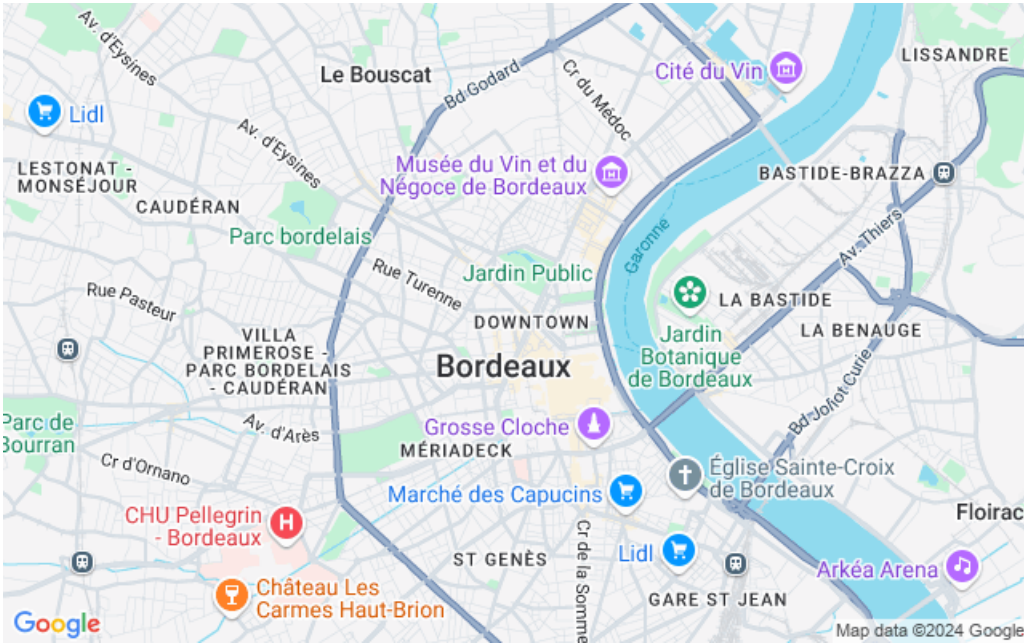 Av. d'Eysines
Le Bouscat
Bd Godard
Cr du Médoc
Cité du Vin
LISSANDRE
Lidl
Av. d'Eysines
LESTONAT -
MONSÉJOUR
Musée du Vin et du
Négoce de Bordeaux
BASTIDE-BRAZZA
CAUDÉRAN
Parc bordelais
Garonne
Av. Thiers
Rue Turenne
Jardin Public
Rue Pasteur
LA BASTIDE
DOWNTOWN
LA BENAUGE
VILLA
PRIMEROSE -
PARC BORDELAIS
- CAUDÉRAN
Jardin
Botanique
de Bordeaux
Bordeaux
Bd Joliot Curie
Parc de
Bourran
Av. d'Arès
Grosse Cloche
MÉRIADECK
Cr d'Ornano
Église Sainte-Croix
de Bordeaux
Marché des Capucins
Floirac
CHU Pellegrin
- Bordeaux
Cr de la Somme
ST GENÈS
Lidl
Arkéa Arena
Château Les
Carmes Haut-Brion
GARE ST JEAN
Google
Map data ©2024 Google